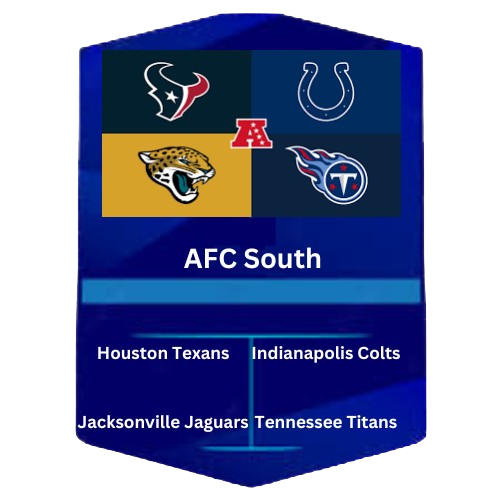 A
T
AFC South
Houston Texans Indianapolis Colts
Jacksonville Jaguars Tennessee Titans